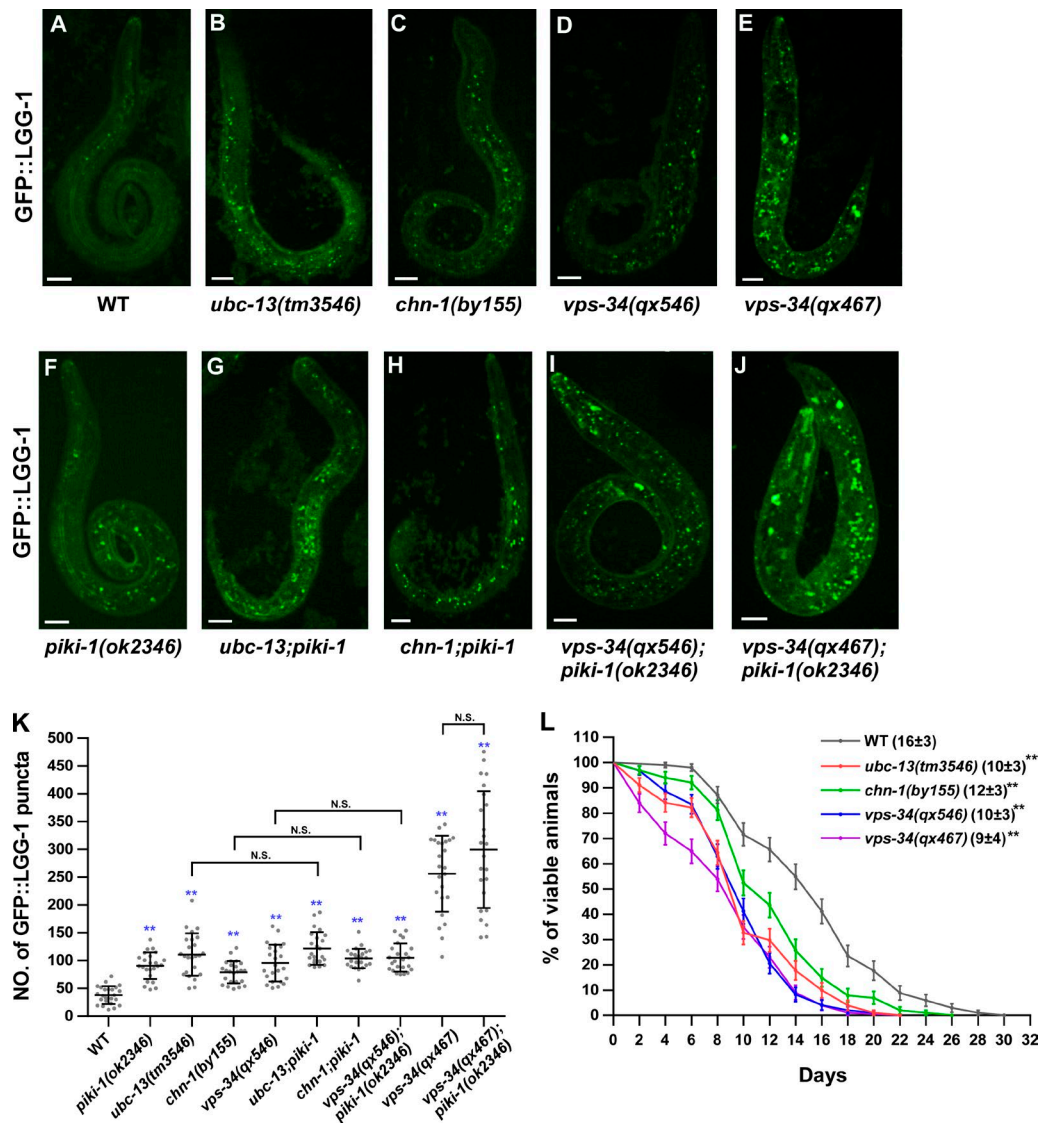 A
B
C
D
E
GFP::LGG-1
WT
ubc-13(tm3546)
chn-1(by155)
vps-34(qx546)
vps-34(qx467)
F
G
H
I
J
GFP::LGG-1
piki-1(ok2346)
ubc-13;piki-1
chn-1;piki-1
vps-34(qx546);
piki-1(ok2346)
vps-34(qx467);
piki-1(ok2346)
K
NO. of GFP::LGG-1 puncta
500
450
400
350
300
250
200
150
100
50
0
N.S.
N.S.
N.S.
N.S.
**
**
**
**
**
**
**
**
**
WT
piki-1(ok2346)
ubc-13(tm3546)
chn-1(by155)
vps-34(qx546)
ubc-13;piki-1
chn-1;piki-1
vps-34(qx546);
piki-1(ok2346)
vps-34(qx467)
vps-34(qx467);
piki-1(ok2346)
L
% of viable animals
110
100
90
80
70
60
50
40
30
20
10
0
WT (16±3)
ubc-13(tm3546) (10±3)**
chn-1(by155) (12±3)**
vps-34(qx546) (10±3)**
vps-34(qx467) (9±4)**
0 2 4 6 8 10 12 14 16 18 20 22 24 26 28 30 32
Days